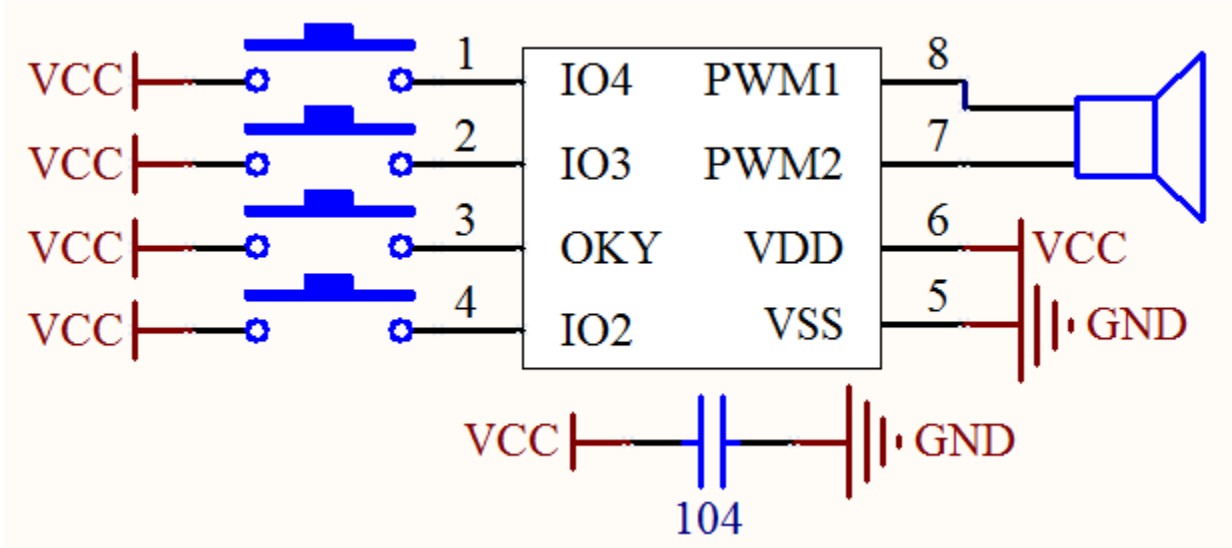 VCC 1 IO4 PWM1 8
VCC 2 IO3 PWM2 7
VCC 3 OKY VDD 6 VCC
VCC 4 IO2 VSS 5 GND
VCC GND
104